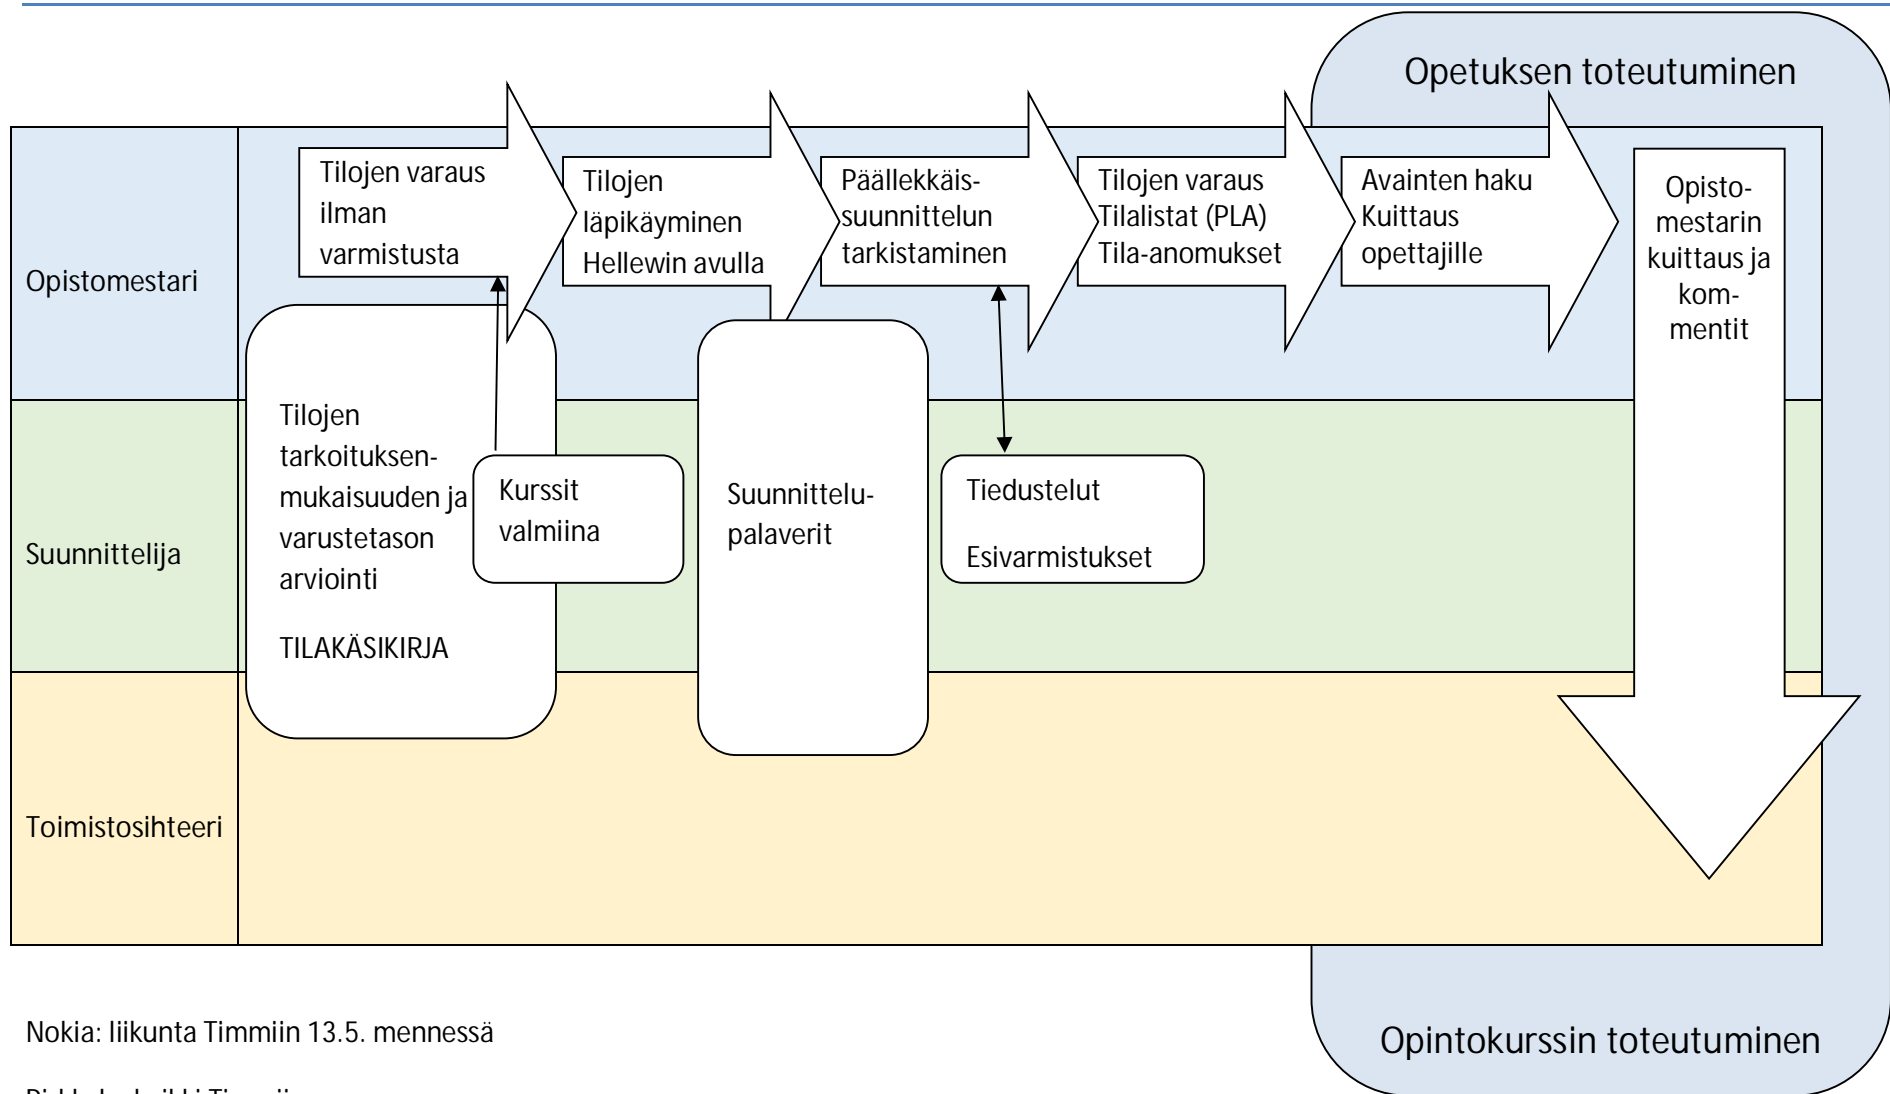 Opetuksen toteutuminen
Opistomestari
Tilojen varaus
ilman
varmistusta
Tilojen
läpikäyminen
Hellewin avulla
Päällekkäis-
suunnittelun
tarkistaminen
Tilojen varaus
Tilalistat (PLA)
Tila-anomukset
Avainten haku
Kuittaus
opettajille
Opisto-
mestarin
kuittaus ja
kom-
mentit
Suunnittelija
Tilojen
tarkoituksen-
mukaisuuden ja
varustetason
arviointi
TILAKÄSIKIRJA
Kurssit
valmiina
Suunnittelu-
palaverit
Tiedustelut
Esivarmistukset
Toimistosihteeri
Nokia: liikunta Timmiin 13.5. mennessä
Opintokurssin toteutuminen